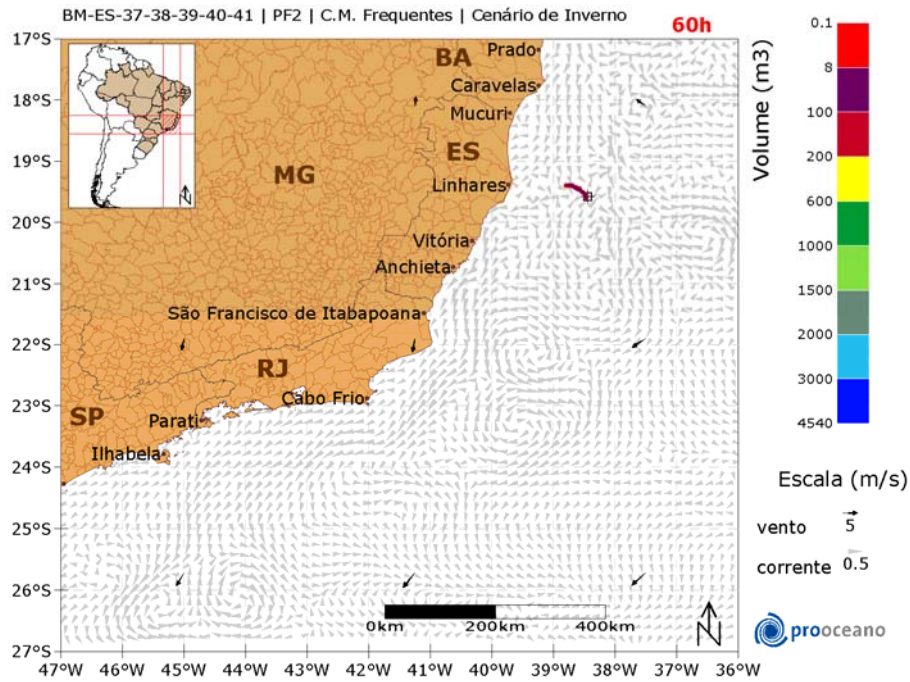 BM-ES-37-38-39-40-41 | PF2 | C.M. Frequentes | Cenário de Inverno
60h
17°S
18°S
19°S
20°S
21°S
22°S
23°S
24°S
25°S
26°S
27°S
BA
Prado
Caravelas
Mucuri
ES
MG
Linhares
Vitória
Anchieta
São Francisco de Itabapoana
RJ
Cabo Frio
SP
Parati
Ilhabela
N
0km 200km 400km
N
47°W 46°W 45°W 44°W 43°W 42°W 41°W 40°W 39°W 38°W 37°W 36°W
Volume (m3)
0.1
8
100
200
600
1000
1500
2000
3000
4540
Escala (m/s)
vento 5
corrente 0.5
prooceano